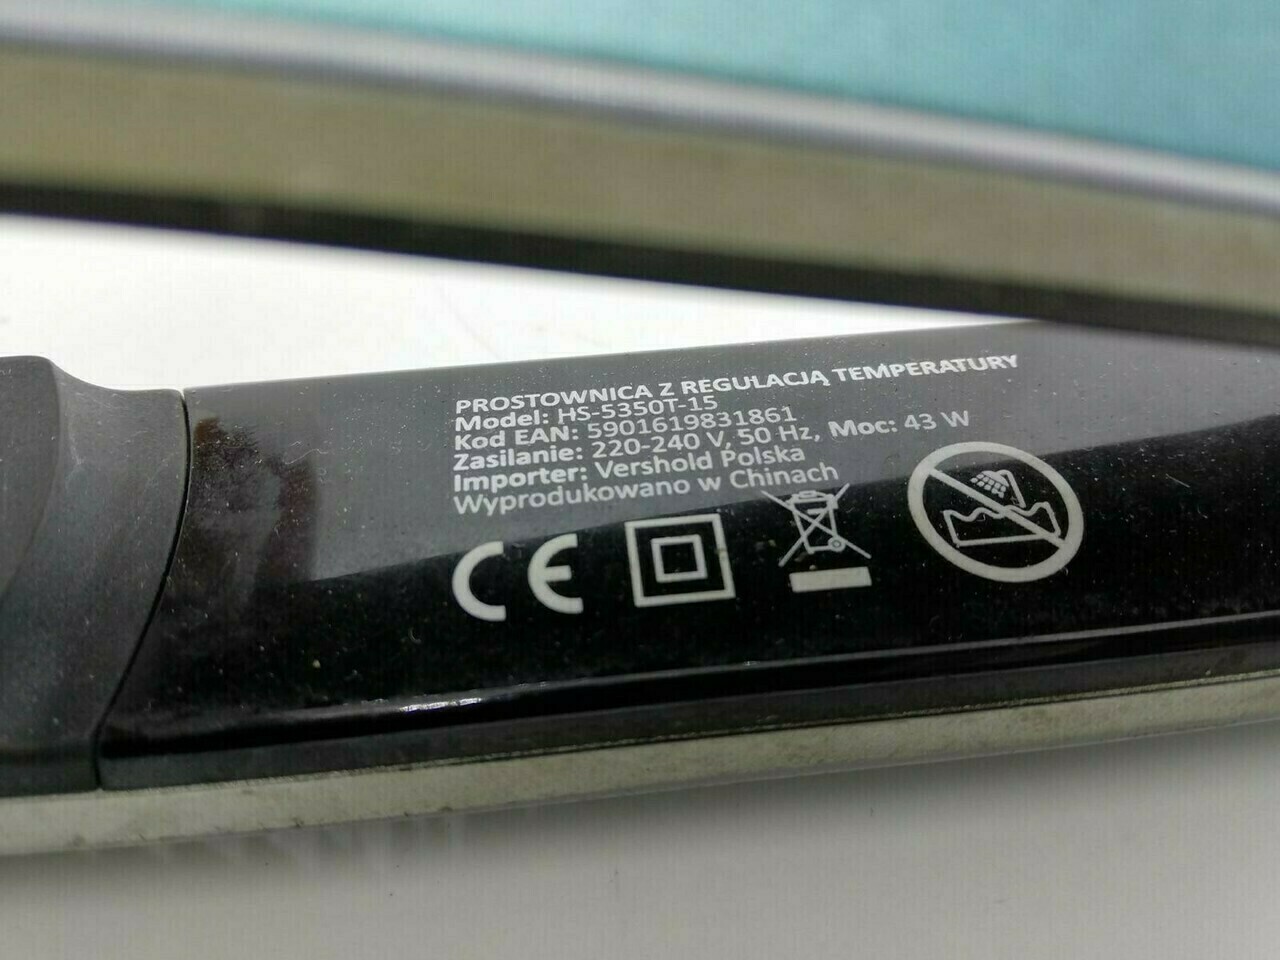 PROSTOWNICA Z REGULACJĄ TEMPERATURY
Model: HS-5350T-15
Kod EAN: 5901619831861
Zasilanie: 220-240 V, 50 Hz, Moc: 43 W
Importer: Vershold Polska
Wyprodukowano w Chinach
CE